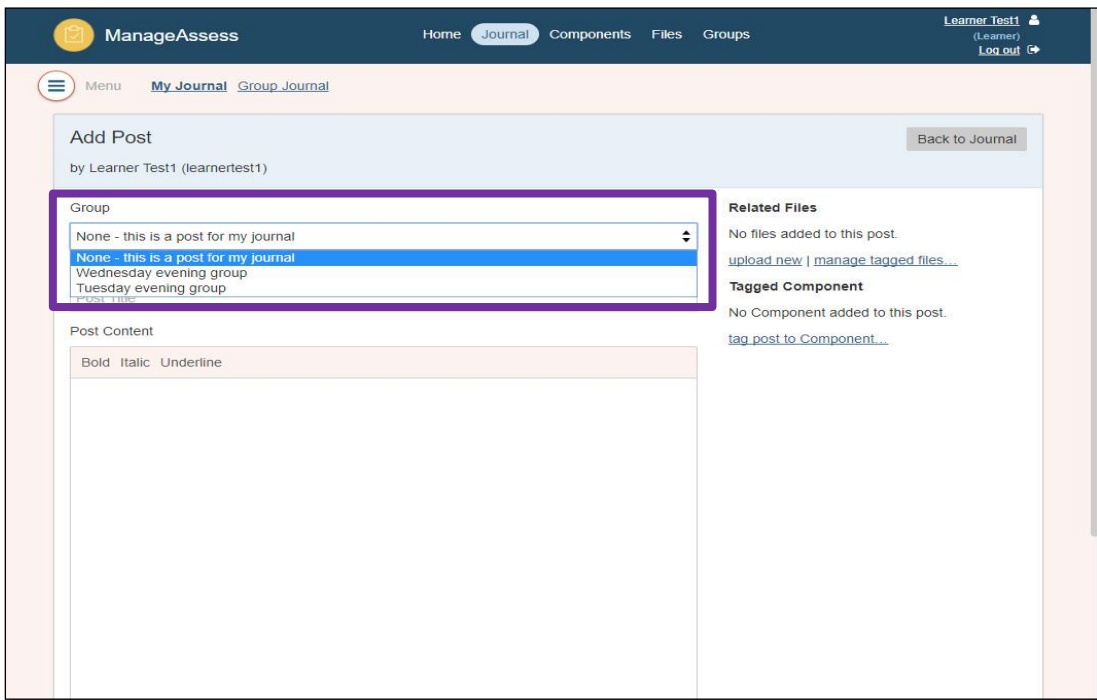 ManageAssess
Home Journal Components Files Groups
Learner Test1
(Learner)
Log out
Menu My Journal Group Journal
Add Post
Back to Journal
by Learner Test1 (learnertest1)
Group
None - this is a post for my journal
None - this is a post for my journal
Wednesday evening group
Tuesday evening group
Post Title
Post Content
Bold Italic Underline
Related Files
No files added to this post.
upload new | manage tagged files...
Tagged Component
No Component added to this post.
tag post to Component...